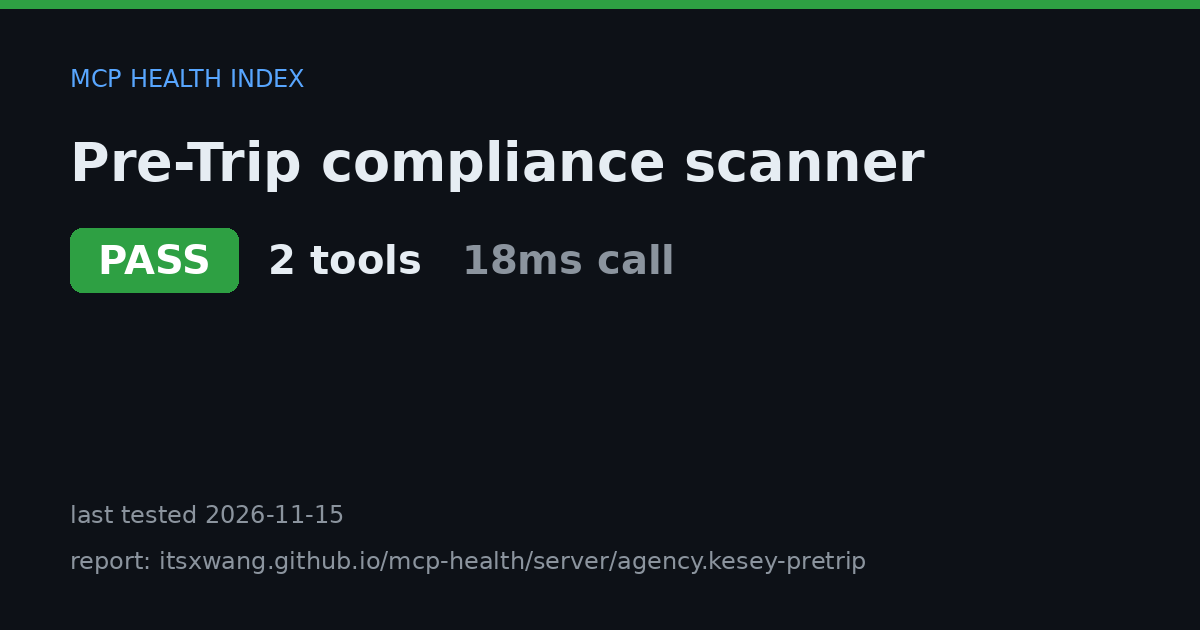 MCP HEALTH INDEX
Pre-Trip compliance scanner
PASS 2 tools 18ms call
last tested 2026-11-15
report: itsxwang.github.io/mcp-health/server/agency.kesey-pretrip